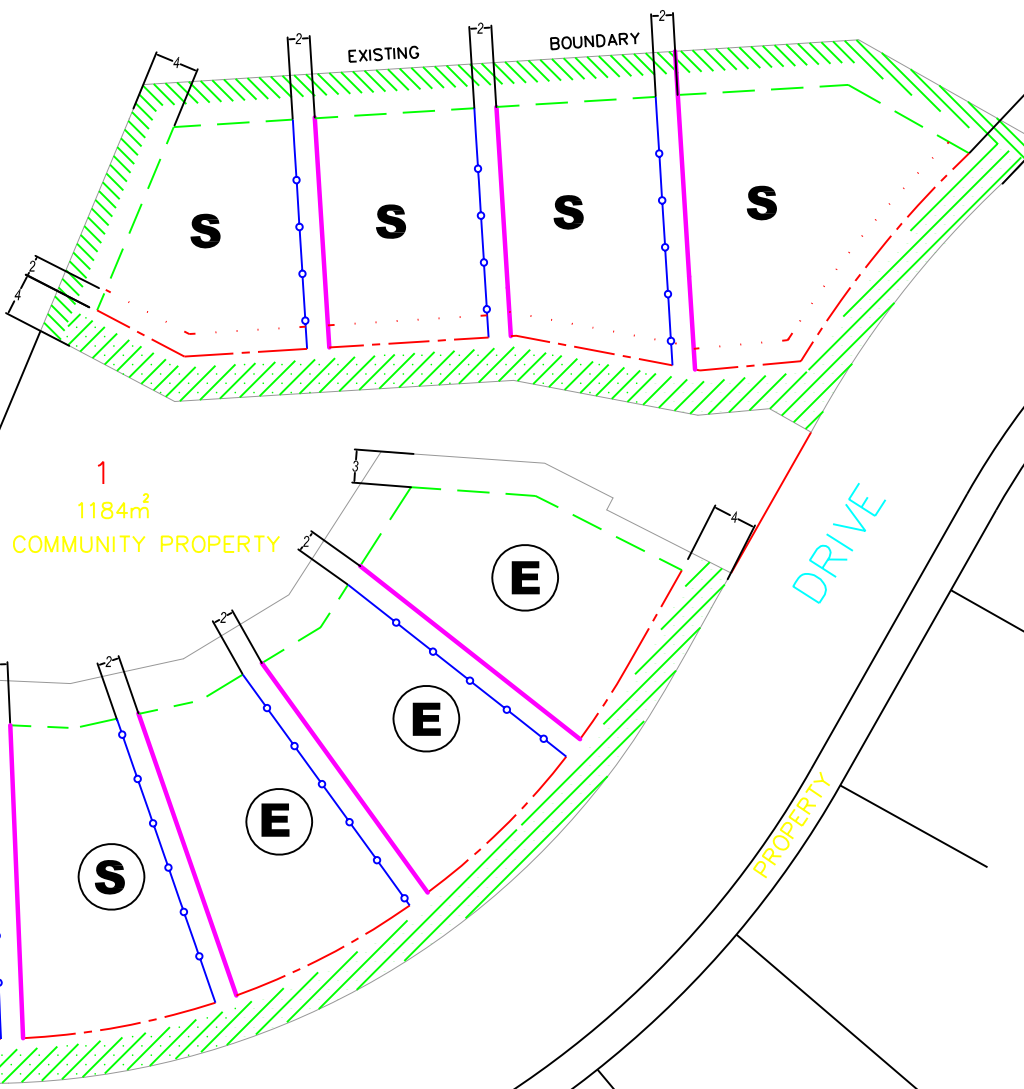 2
2
2
EXISTING
BOUNDARY
4
S
S
S
S
2
4
1
1184m²
COMMUNITY PROPERTY
3
2
4
DRIVE
E
2
E
2
E
S
PROPERTY